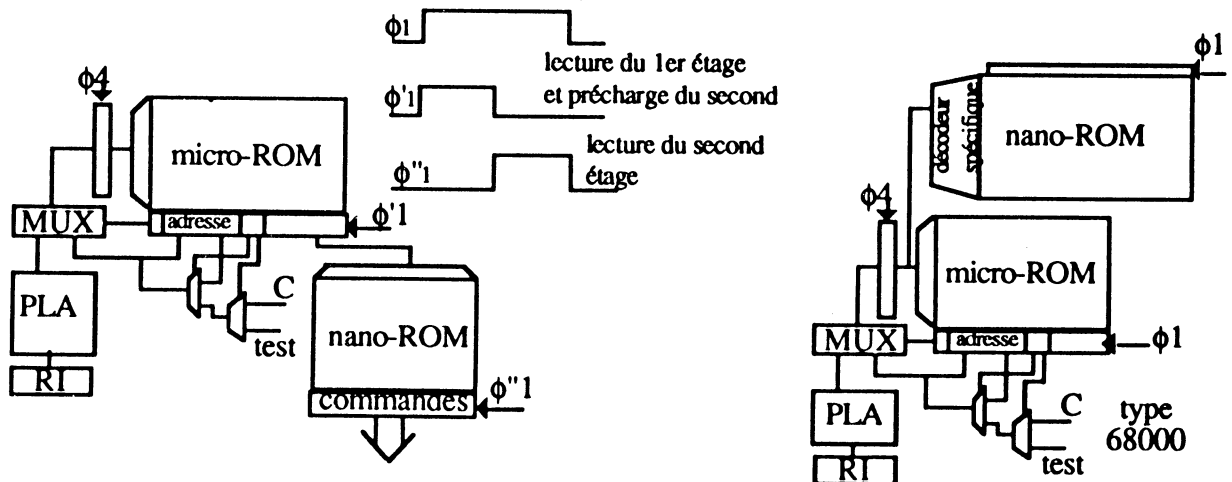 ϕ1
lecture du 1er étage
et précharge du second
ϕ'1
lecture du second
étage
ϕ"1
ϕ4
micro-ROM
MUX
adresse
ϕ'1
PLA
C
test
RI
nano-ROM
commandes
ϕ"1
ϕ1
décodeur
spécifique
nano-ROM
ϕ4
micro-ROM
MUX
adresse
ϕ1
PLA
C
test
RI
type
68000